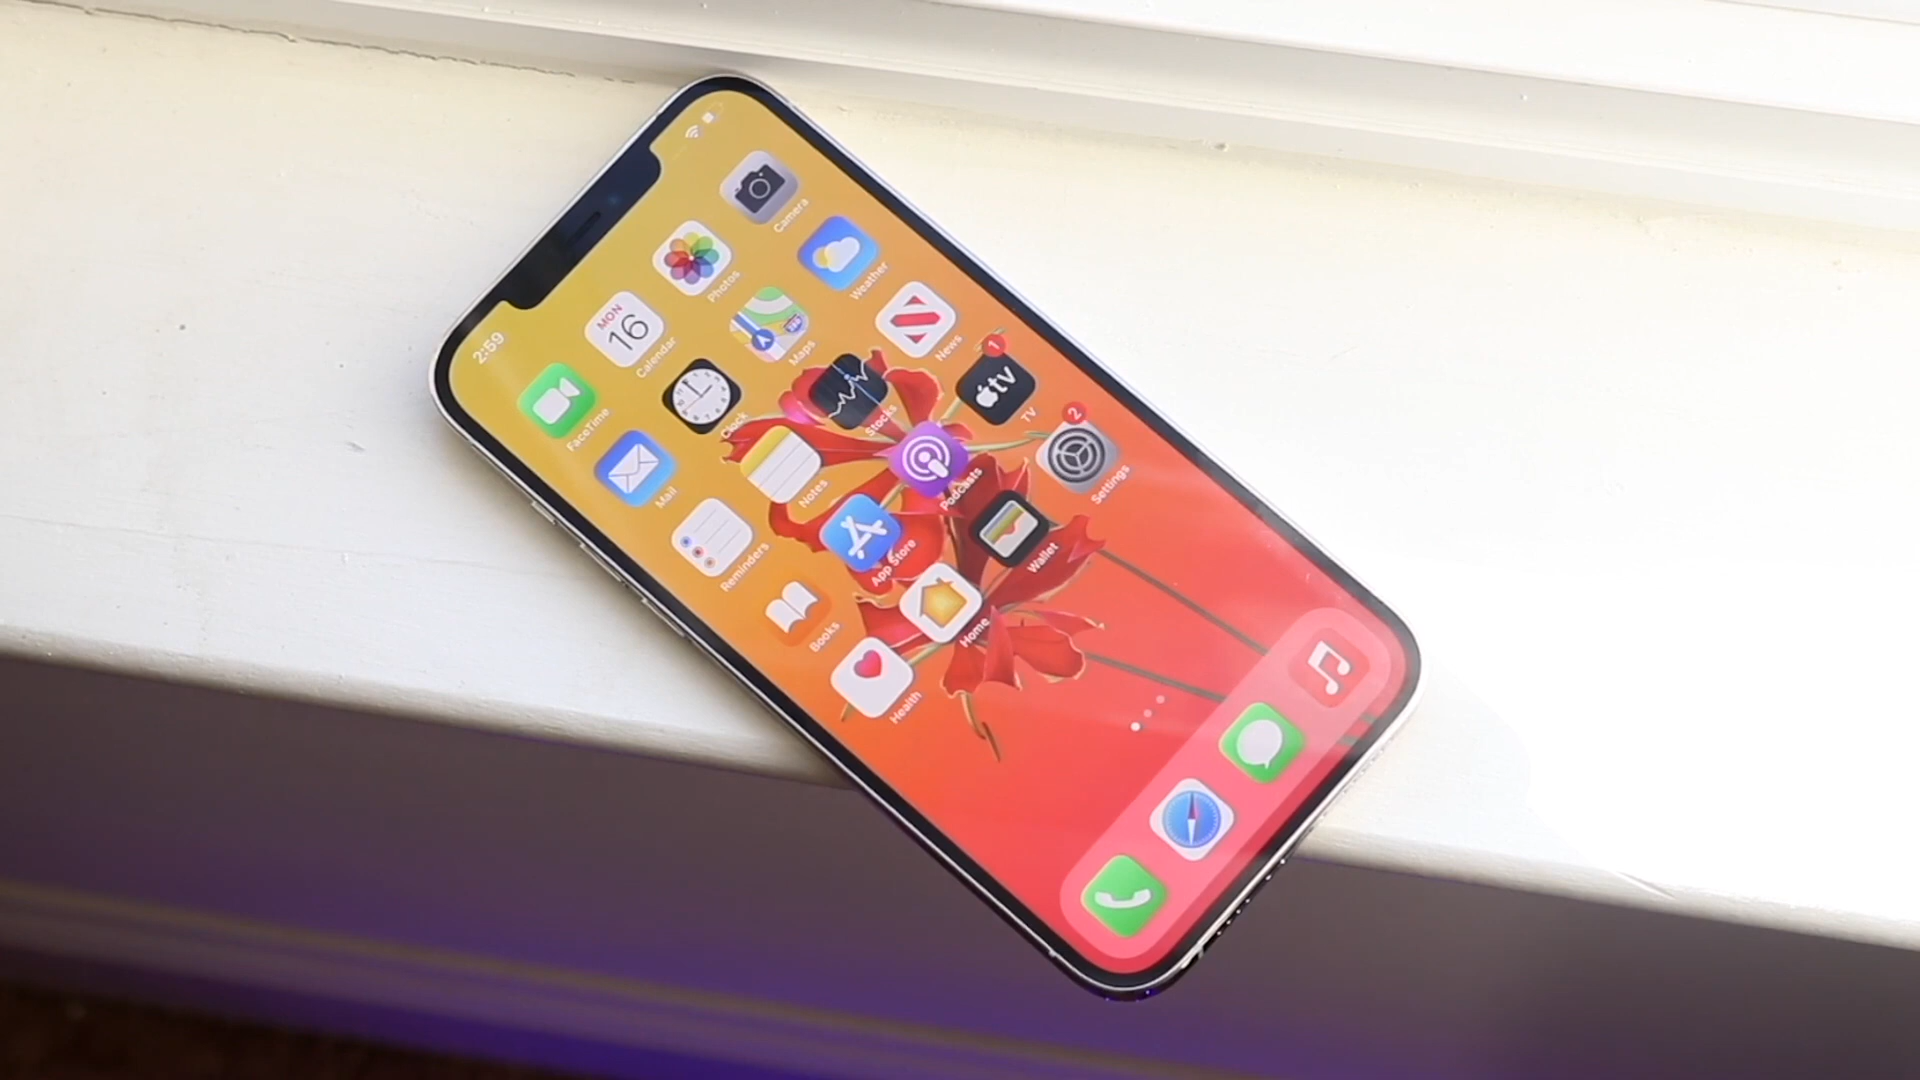 2:59
FaceTime
MON
16
Calendar
Photos
Camera
Mail
Clock
Maps
Weather
Reminders
Notes
Stocks
News
Books
App Store
Podcasts
tv
1
TV
Health
Home
Wallet
2
Settings